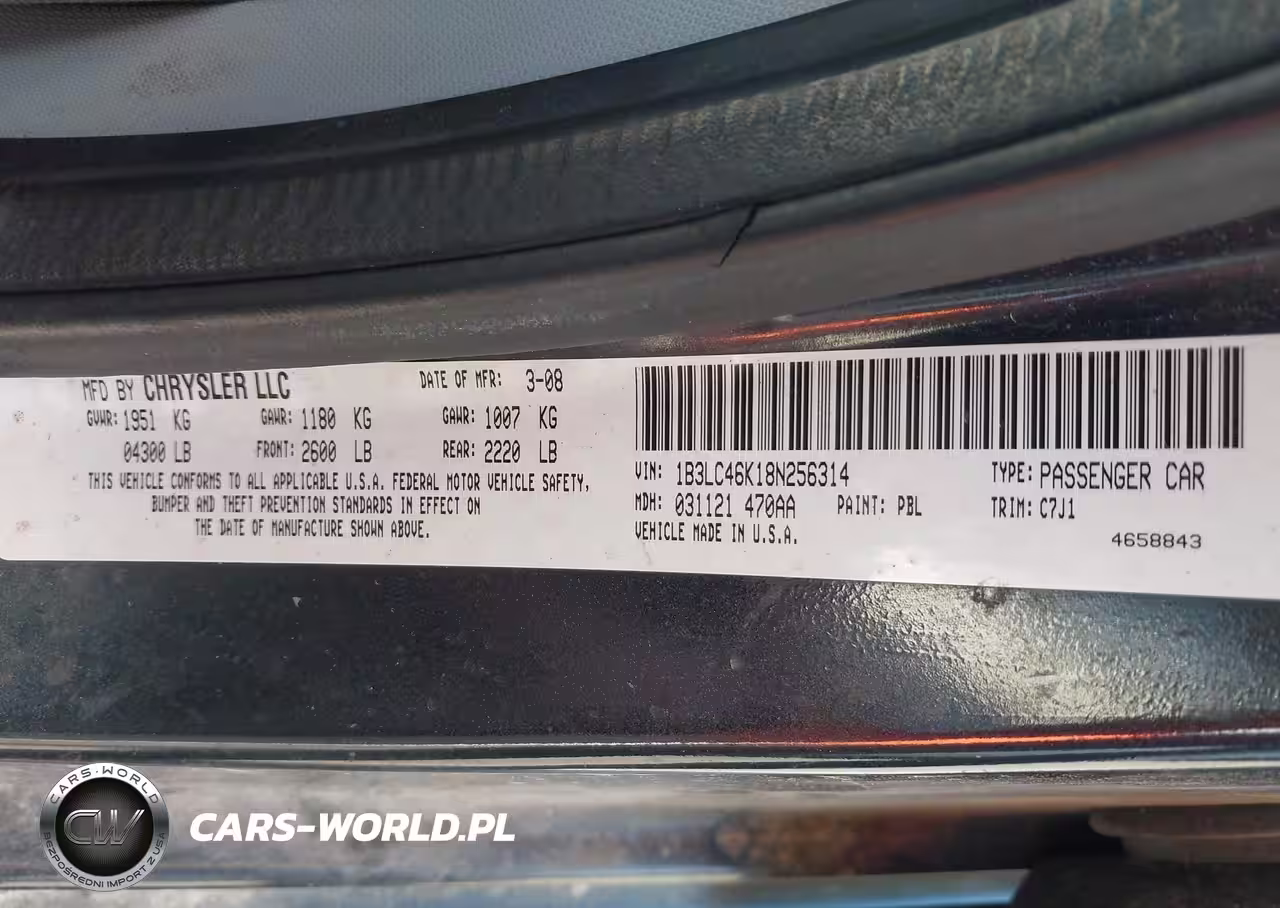 MFD BY CHRYSLER LLC DATE OF MFR: 3-08
GVWR: 1951 KG GAWR: 1180 KG GAWR: 1007 KG
04300 LB FRONT: 2600 LB REAR: 2220 LB
THIS VEHICLE CONFORMS TO ALL APPLICABLE U.S.A. FEDERAL MOTOR VEHICLE SAFETY,
BUMPER AND THEFT PREVENTION STANDARDS IN EFFECT ON
THE DATE OF MANUFACTURE SHOWN ABOVE.
VIN: 1B3LC46K18N256314 TYPE: PASSENGER CAR
MDH: 031121 470AA PAINT: PBL TRIM: C7J1
VEHICLE MADE IN U.S.A.
4658843
CARS-WORLD
CW
BEZPOŚREDNI IMPORT Z USA
CARS-WORLD.PL